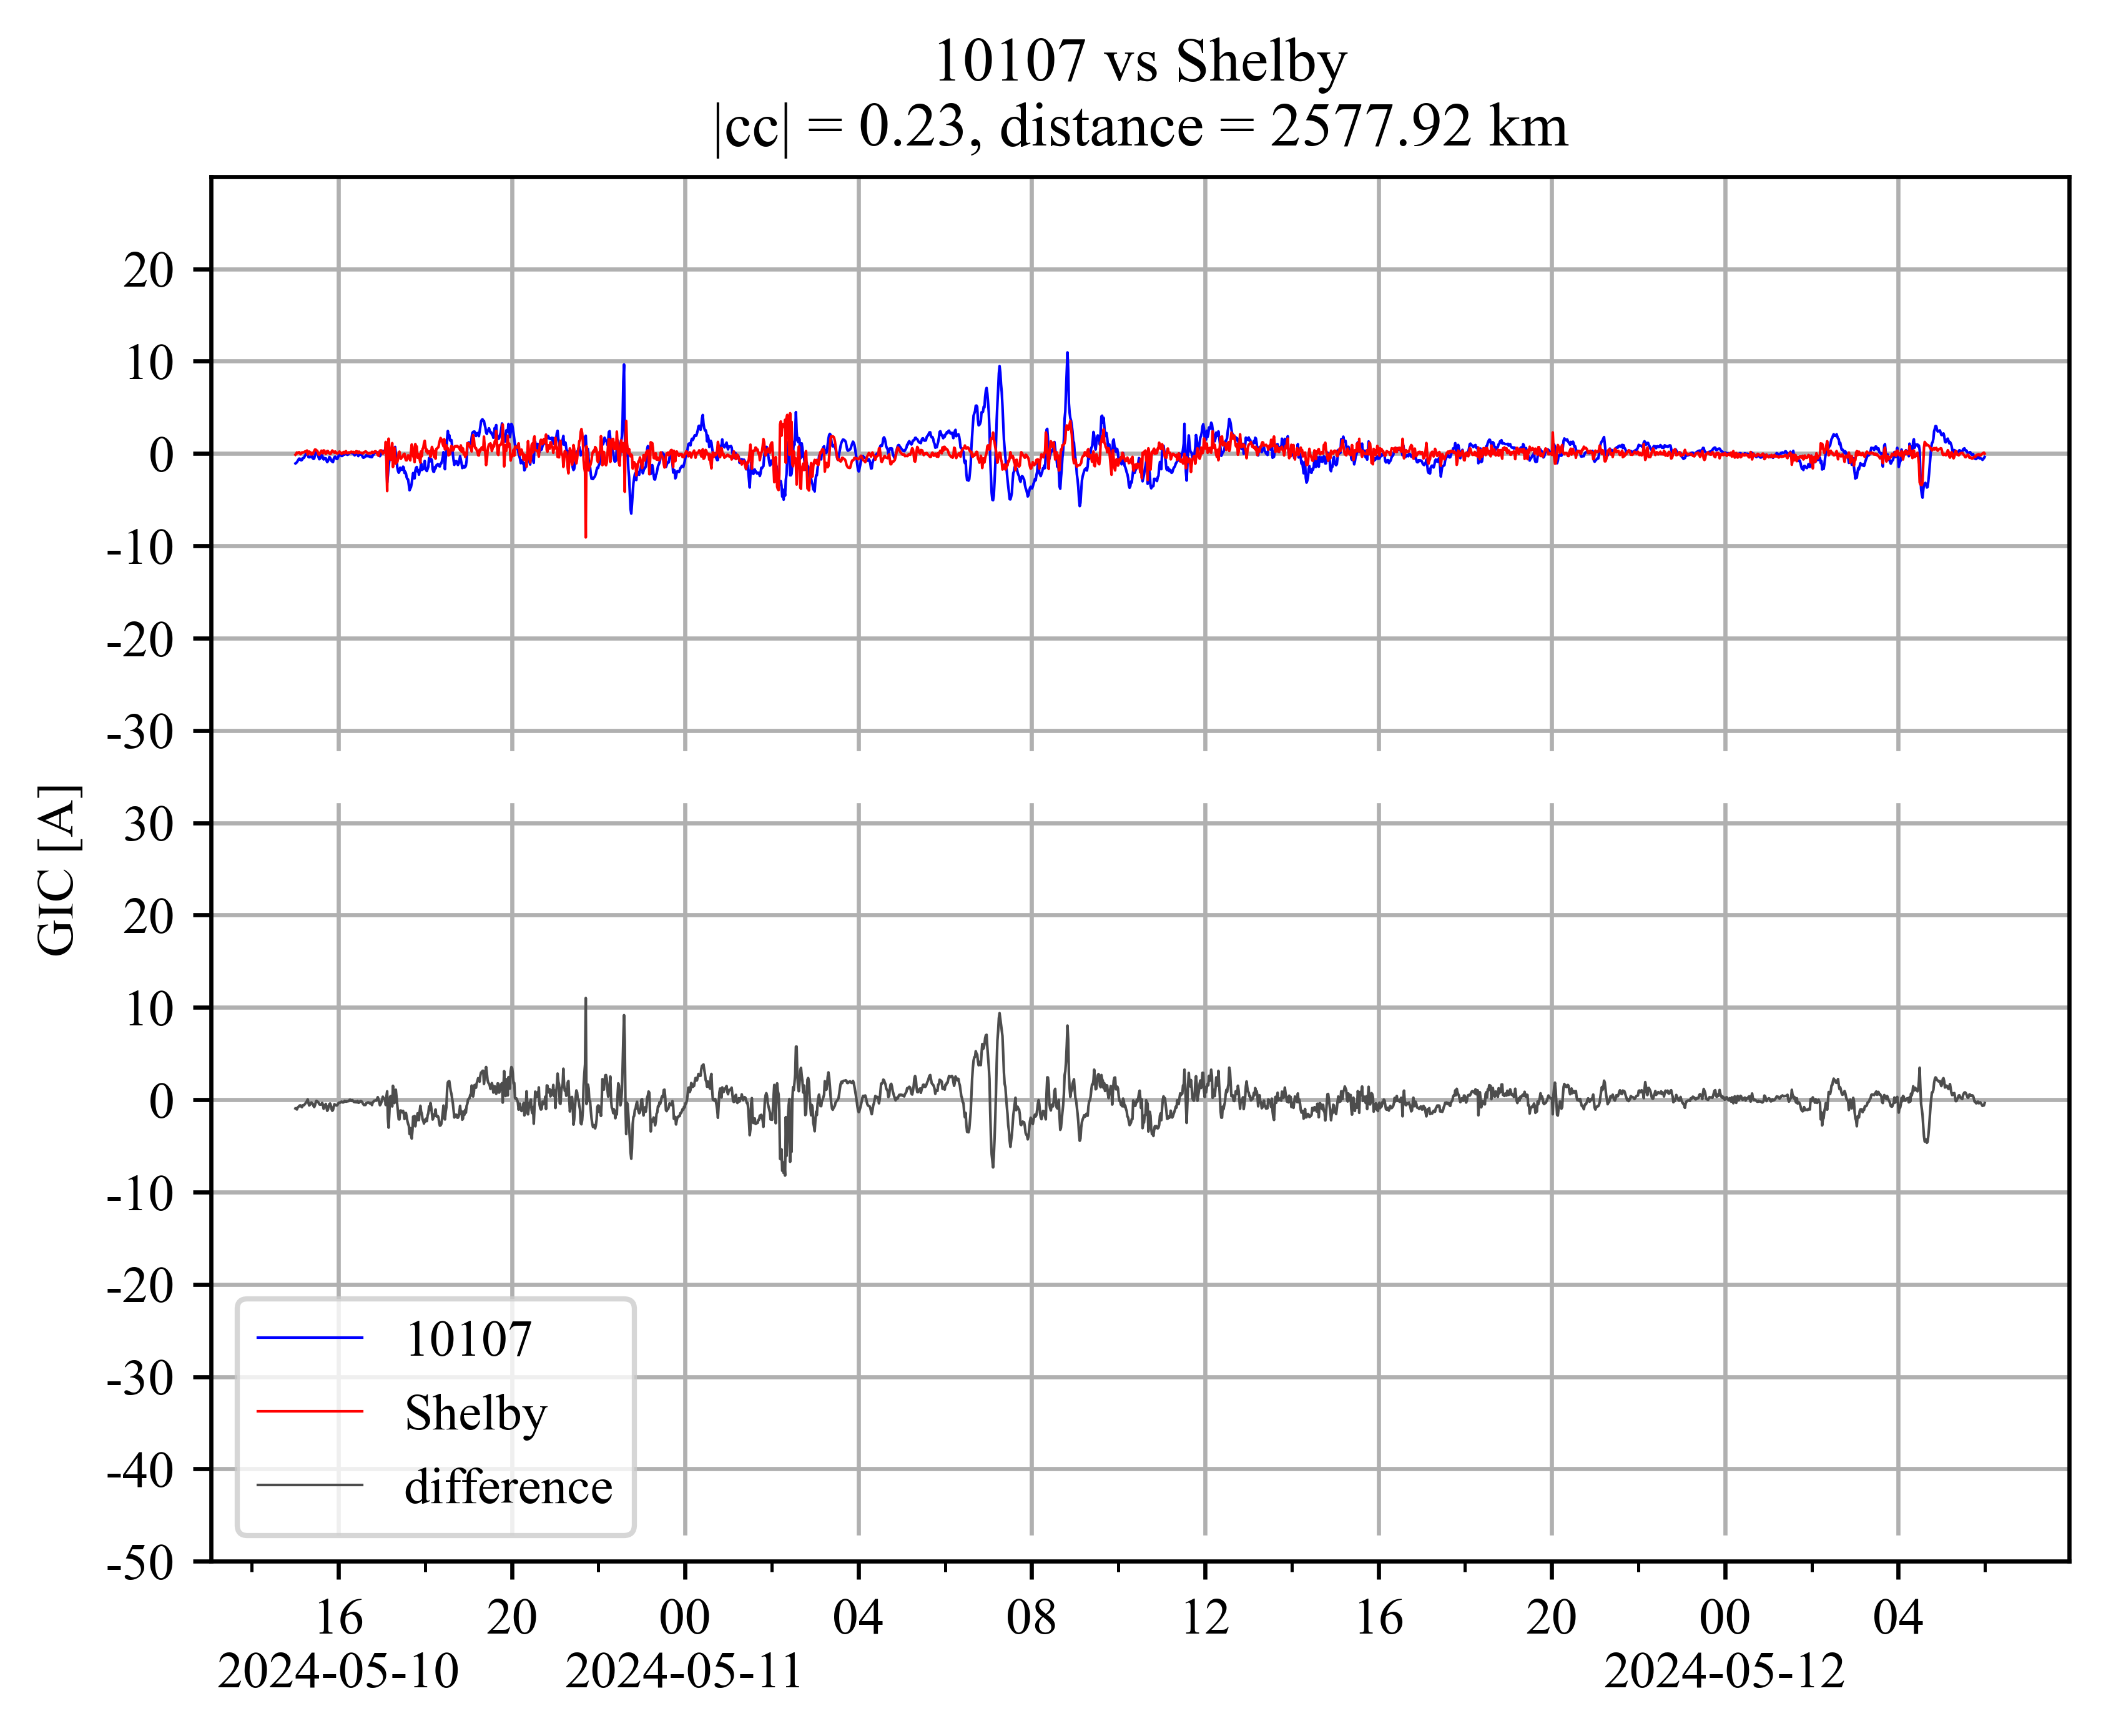 10107 vs Shelby
|cc| = 0.23, distance = 2577.92 km
20
10
0
-10
-20
-30
30
20
10
0
-10
-20
-30
-40
-50
GIC [A]
10107
Shelby
difference
16 20 00 04 08 12 16 20 00 04
2024-05-10 2024-05-11 2024-05-12